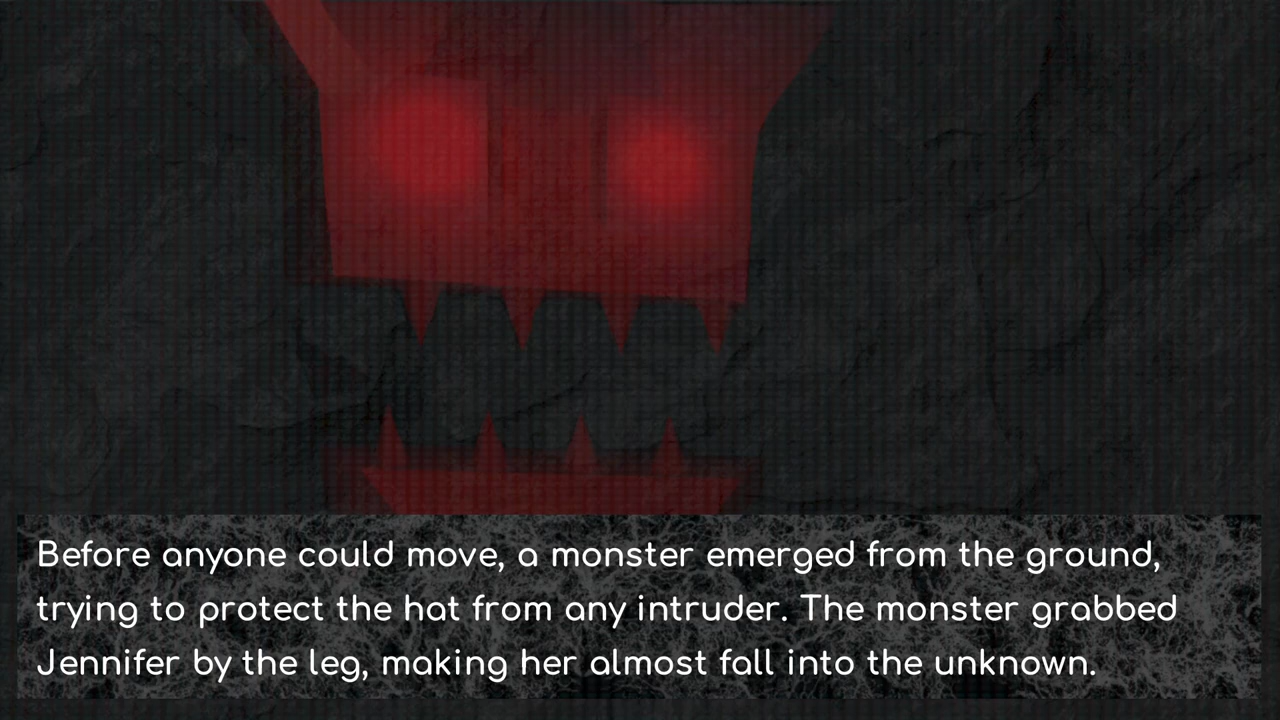 Before anyone could move, a monster emerged from the ground,
trying to protect the hat from any intruder. The monster grabbed
Jennifer by the leg, making her almost fall into the unknown.